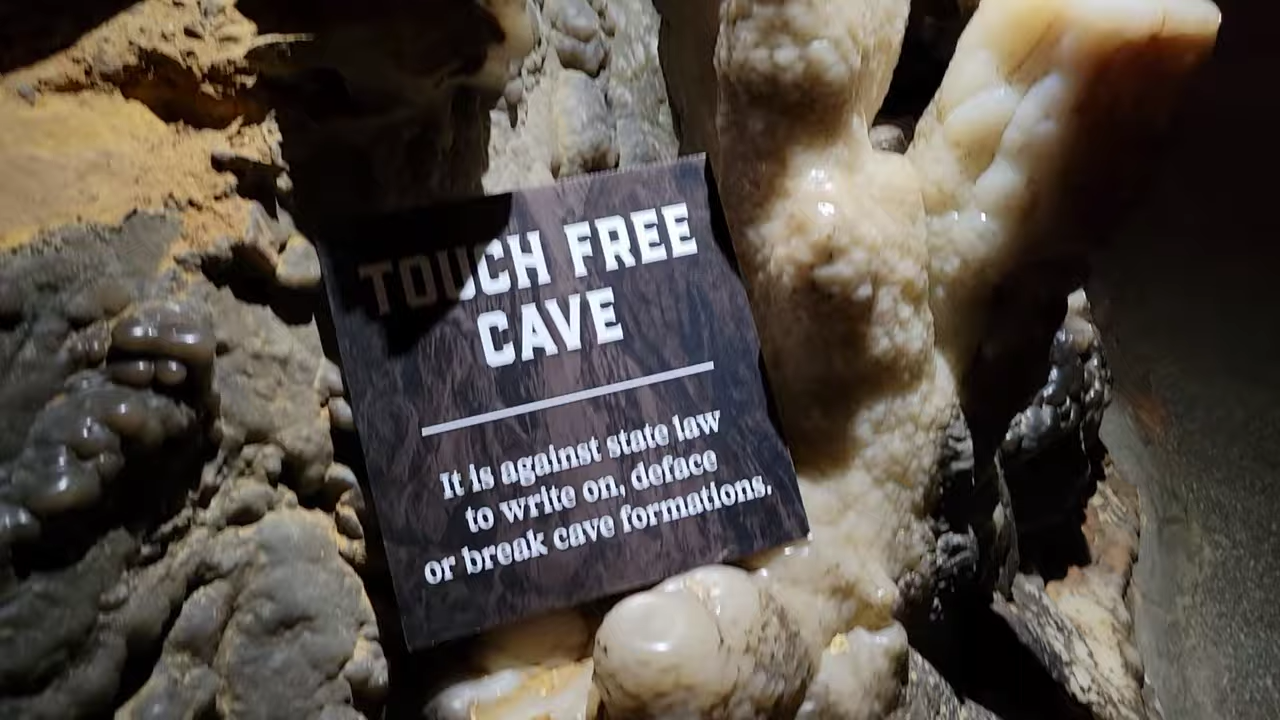 TOUCH FREE
CAVE
It is against state law
to write on, deface
or break cave formations.